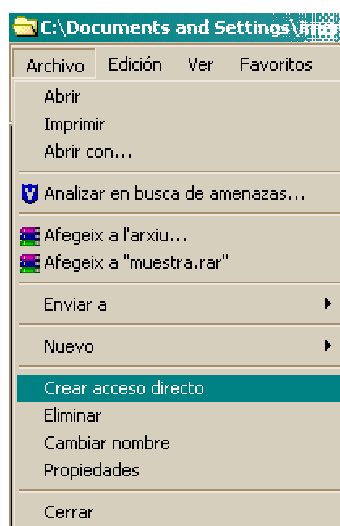 C:\Documents and Settings\
Archivo Edición Ver Favoritos
Abrir
Imprimir
Abrir con...
Analizar en busca de amenazas...
Afegeix a l'arxiu...
Afegeix a "muestra.rar"
Enviar a
Nuevo
Crear acceso directo
Eliminar
Cambiar nombre
Propiedades
Cerrar